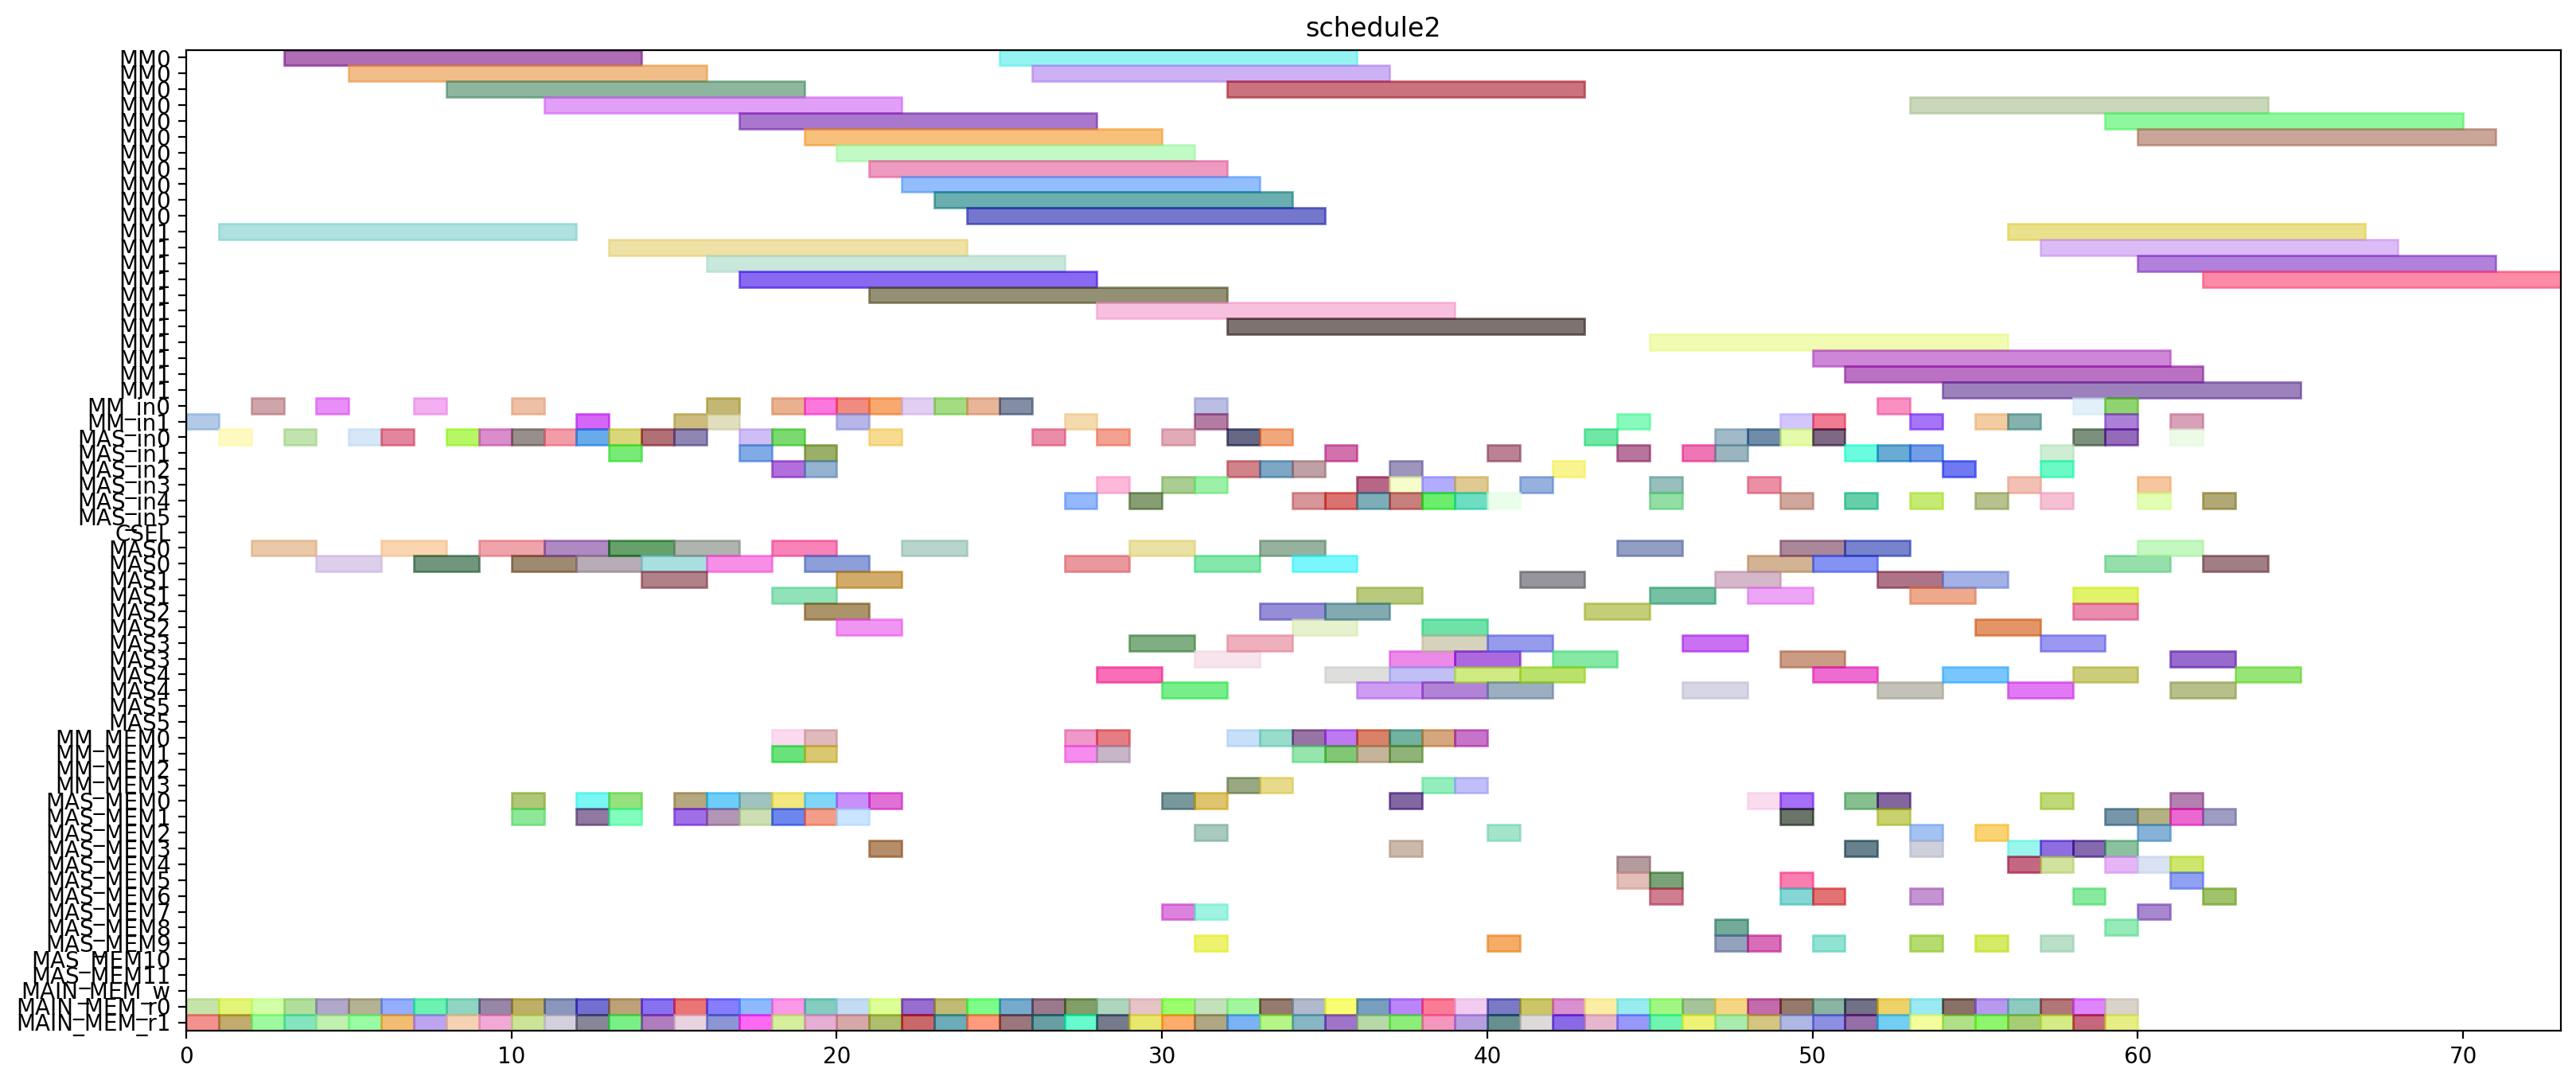 schedule2
MM0
MM0
MM0
MM0
MM0
MM0
MM0
MM0
MM0
MM0
MM0
MM1
MM1
MM1
MM1
MM1
MM1
MM1
MM1
MM1
MM1
MM1
MM_in0
MM_in1
MAS_in0
MAS_in1
MAS_in2
MAS_in3
MAS_in4
MAS_in5
CSEL
MAS0
MAS0
MAS1
MAS1
MAS2
MAS2
MAS3
MAS3
MAS4
MAS4
MAS5
MAS5
MM_MEM0
MM_MEM1
MM_MEM2
MM_MEM3
MAS_MEM0
MAS_MEM1
MAS_MEM2
MAS_MEM3
MAS_MEM4
MAS_MEM5
MAS_MEM6
MAS_MEM7
MAS_MEM8
MAS_MEM9
MAS_MEM10
MAS_MEM11
MAIN_MEM_w
MAIN_MEM_r0
MAIN_MEM_r1
0 10 20 30 40 50 60 70